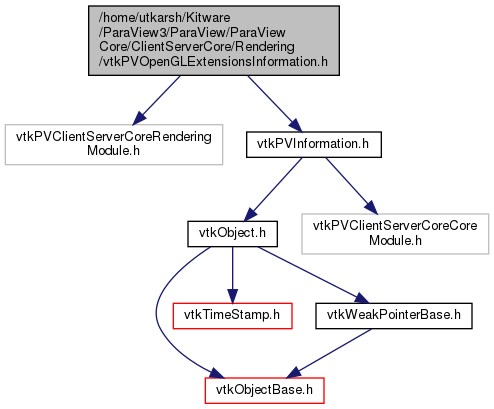 /home/utkarsh/Kitware
/ParaView3/ParaView/ParaView
Core/ClientServerCore/Rendering
/vtkPVOpenGLExtensionsInformation.h
vtkPVClientServerCoreRendering
Module.h
vtkPVInformation.h
vtkObject.h
vtkPVClientServerCoreCore
Module.h
vtkTimeStamp.h
vtkWeakPointerBase.h
vtkObjectBase.h